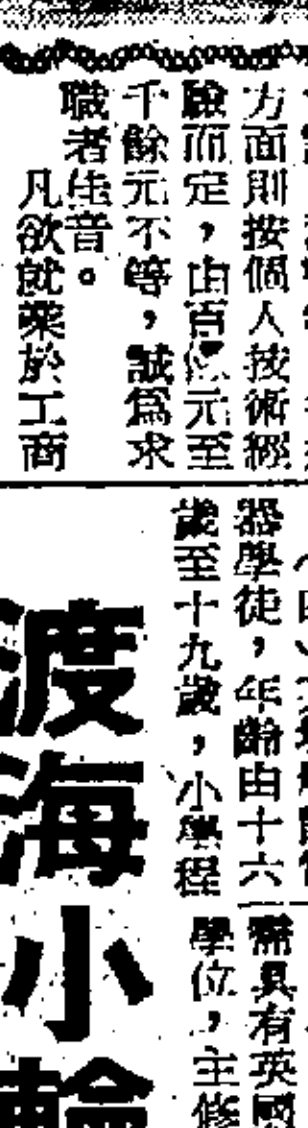 方面則按個人技術經
驗而定，由百餘元至
千餘元不等，誠為求
職者佳音。
凡欲就業於工商
器學徒，年齡由十六
歲至十九歲，小學程
需具有英國
學位，主修
渡海小輪